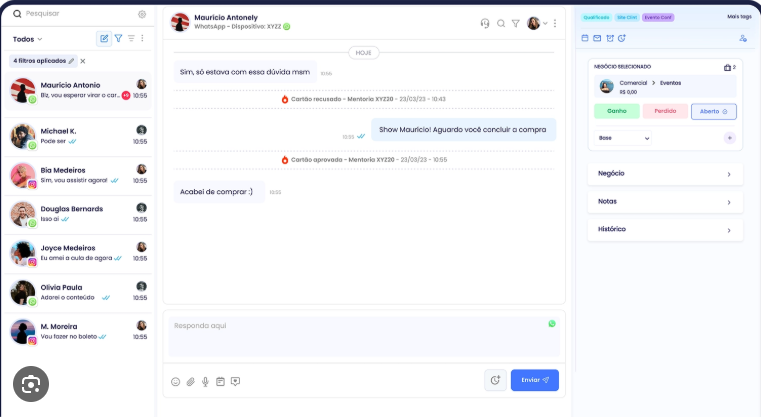 Pesquisar
Todos
4 filtros aplicados
Mauricio Antonio
Blz, vou esperar virar o car...
+9 10:55
Michael K.
Pode ser
10:55
Bia Medeiros
Sim, vou assistir agora!
10:55
Douglas Bernards
Isso aí
10:55
Joyce Medeiros
Eu amei a aula de agora
10:55
Olivia Paula
Adorei o conteúdo
10:55
M. Moreira
Vou fazer no boleto
10:55
Mauricio Antonely
WhatsApp - Dispositivo: XYZZ
HOJE
Sim, só estava com essa dúvida msm
10:55
Cartão recusado - Mentoria XYZ20 - 23/03/23 - 10:43
10:55
Show Mauricio! Aguardo você concluir a compra
Cartão aprovada - Mentoria XYZ20 - 23/03/23 - 10:55
Acabei de comprar :)
10:55
Responda aqui
Enviar
Qualificado
Site Clint
Evento Conf
Mais tags
NEGÓCIO SELECIONADO
2
Comercial > Eventos
R$ 0,00
Ganho
Perdido
Aberto
Base
Negócio
Notas
Histórico